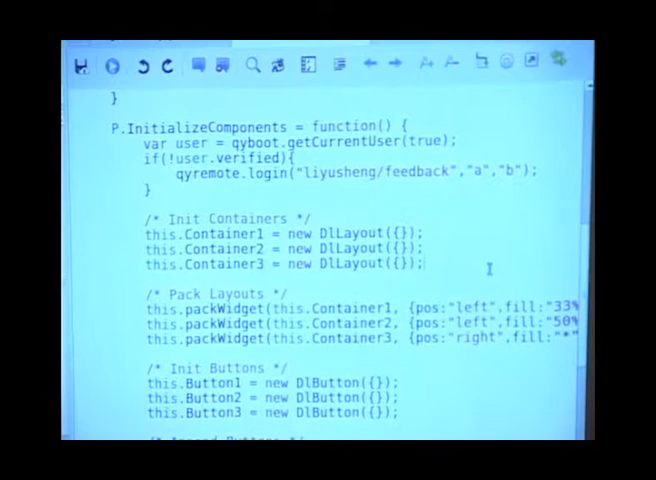 }
P.InitializeComponents = function() {
var user = qyboot.getCurrentUser(true);
if(!user.verified){
qyremote.login("liyusheng/feedback","a","b");
}
/* Init Containers */
this.Container1 = new DlLayout({});
this.Container2 = new DlLayout({});
this.Container3 = new DlLayout({});
/* Pack Layouts */
this.packWidget(this.Container1, {pos:"left",fill:"33%
this.packWidget(this.Container2, {pos:"left",fill:"50%
this.packWidget(this.Container3, {pos:"right",fill:"*"
/* Init Buttons */
this.Button1 = new DlButton({});
this.Button2 = new DlButton({});
this.Button3 = new DlButton({});